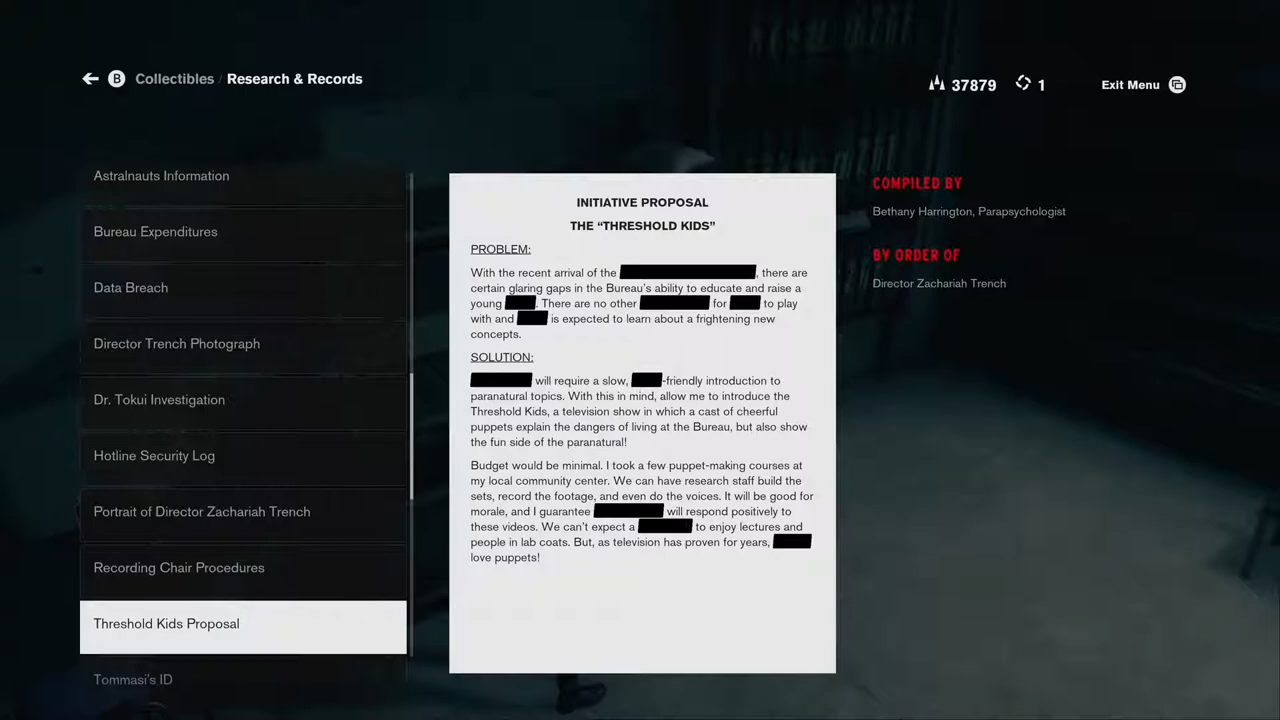 B Collectibles / Research & Records
37879 1 Exit Menu
Astralnauts Information
Bureau Expenditures
Data Breach
Director Trench Photograph
Dr. Tokui Investigation
Hotline Security Log
Portrait of Director Zachariah Trench
Recording Chair Procedures
Threshold Kids Proposal
Tommasi's ID
INITIATIVE PROPOSAL
THE “THRESHOLD KIDS”
PROBLEM:
With the recent arrival of the , there are
certain glaring gaps in the Bureau's ability to educate and raise a
young . There are no other for to play
with and is expected to learn about a frightening new
concepts.
SOLUTION:
will require a slow, -friendly introduction to
paranatural topics. With this in mind, allow me to introduce the
Threshold Kids, a television show in which a cast of cheerful
puppets explain the dangers of living at the Bureau, but also show
the fun side of the paranatural!
Budget would be minimal. I took a few puppet-making courses at
my local community center. We can have research staff build the
sets, record the footage, and even do the voices. It will be good for
morale, and I guarantee will respond positively to
these videos. We can't expect a to enjoy lectures and
people in lab coats. But, as television has proven for years,
love puppets!
COMPILED BY
Bethany Harrington, Parapsychologist
BY ORDER OF
Director Zachariah Trench